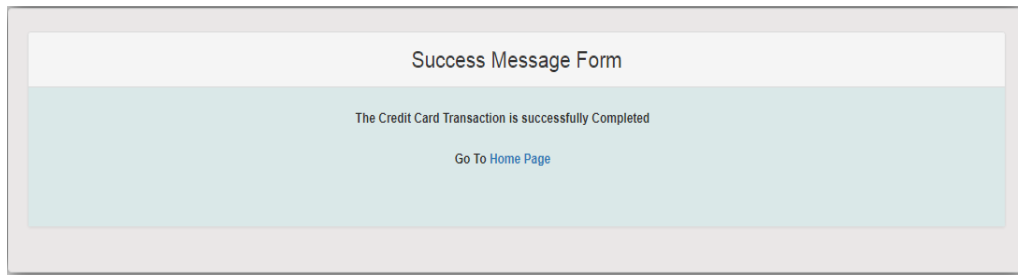 Success Message Form
The Credit Card Transaction is successfully Completed
Go To Home Page